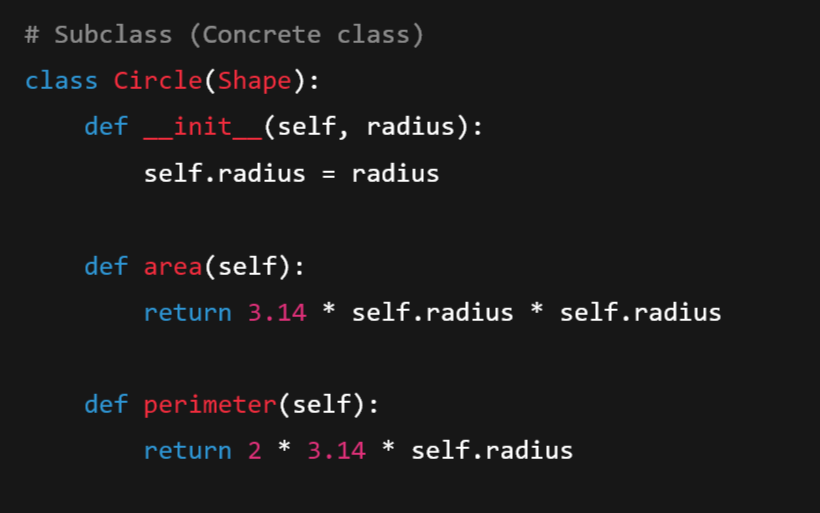 # Subclass (Concrete class)
class Circle(Shape):
    def __init__(self, radius):
        self.radius = radius

    def area(self):
        return 3.14 * self.radius * self.radius

    def perimeter(self):
        return 2 * 3.14 * self.radius